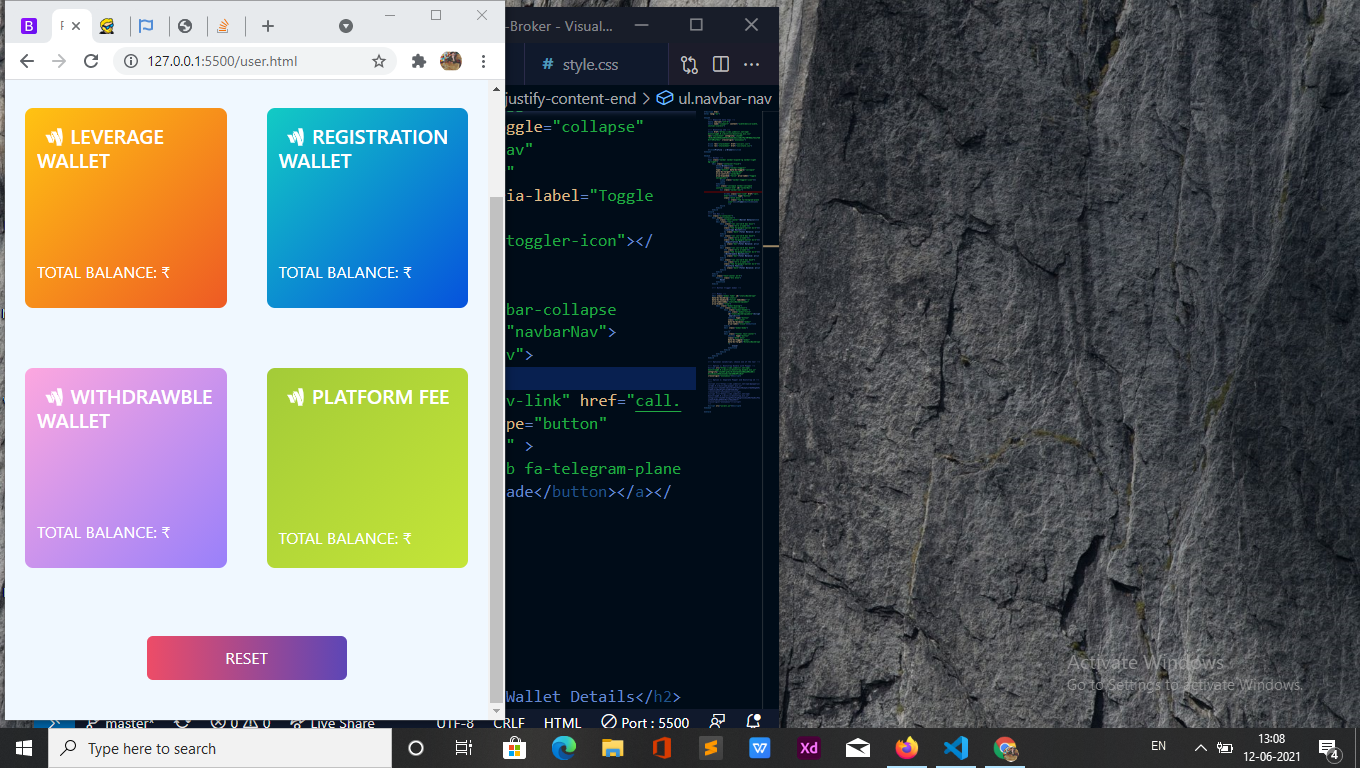 -Broker - Visual...
127.0.0.1:5500/user.html
# style.css
justify-content-end > ul.navbar-nav
LEVERAGE
WALLET
TOTAL BALANCE: ₹
REGISTRATION
WALLET
TOTAL BALANCE: ₹
WITHDRAWBLE
WALLET
TOTAL BALANCE: ₹
PLATFORM FEE
TOTAL BALANCE: ₹
RESET
ggle="collapse"
av"
"
ia-label="Toggle
toggler-icon"></
bar-collapse
"navbarNav">
v">
v-link" href="call.
pe="button"
" >
b fa-telegram-plane
ade</button></a></
Wallet Details</h2>
master*
0 0
Live Share
UTF-8
CRLF
HTML
Port : 5500
Activate Windows
Go to Settings to activate Windows.
Type here to search
Xd
EN
13:08
12-06-2021
4